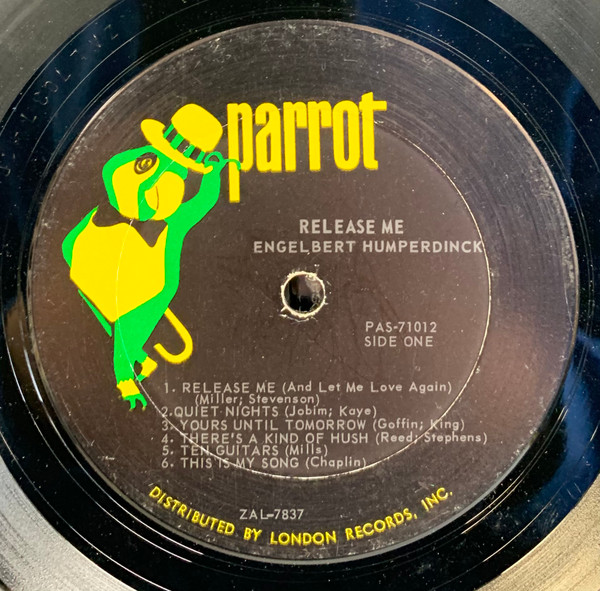 parrot
RELEASE ME
ENGELBERT HUMPERDINCK
PAS-71012
SIDE ONE
1. RELEASE ME (And Let Me Love Again)
(Miller; Stevenson)
2. QUIET NIGHTS (Jobim; Kaye)
3. YOURS UNTIL TOMORROW (Goffin; King)
4. THERE'S A KIND OF HUSH (Reed; Stephens)
5. TEN GUITARS (Mills)
6. THIS IS MY SONG (Chaplin)
ZAL-7837
DISTRIBUTED BY LONDON RECORDS, INC.